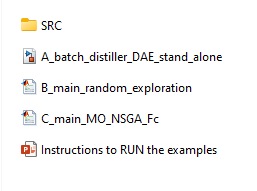 SRC
A_batch_distiller_DAE_stand_alone
B_main_random_exploration
C_main_MO_NSGA_Fc
Instructions to RUN the examples